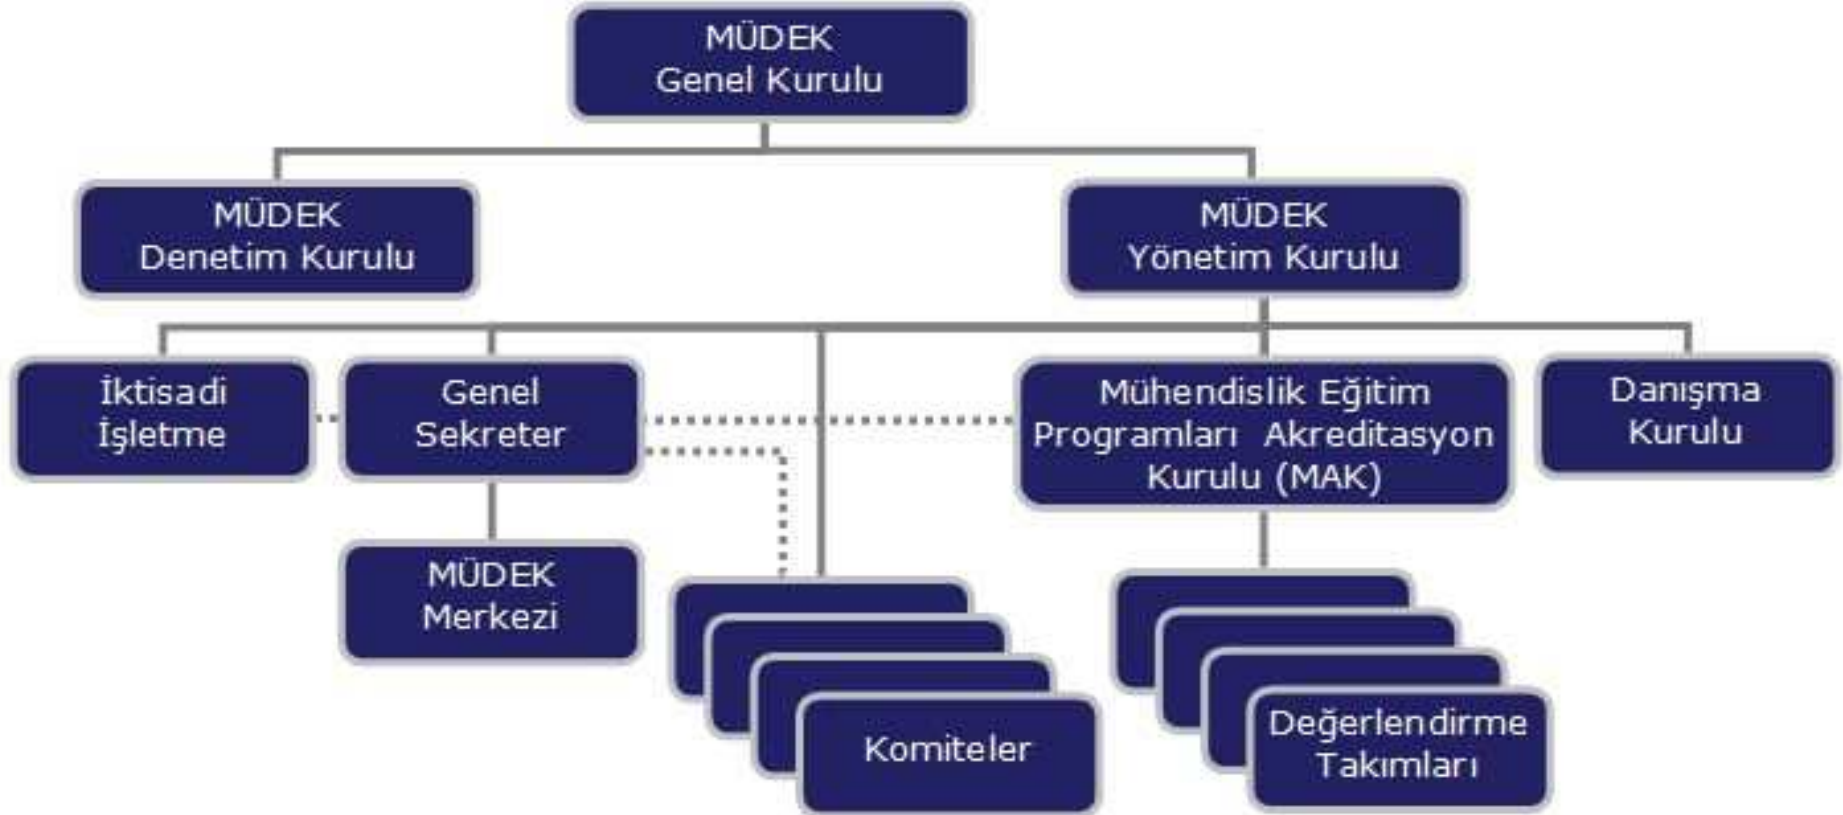 MÜDEK
Genel Kurulu
MÜDEK
Denetim Kurulu
MÜDEK
Yönetim Kurulu
İktisadi
İşletme
Genel
Sekreter
Mühendislik Eğitim
Programları Akreditasyon
Kurulu (MAK)
Danışma
Kurulu
MÜDEK
Merkezi
Komiteler
Değerlendirme
Takımları